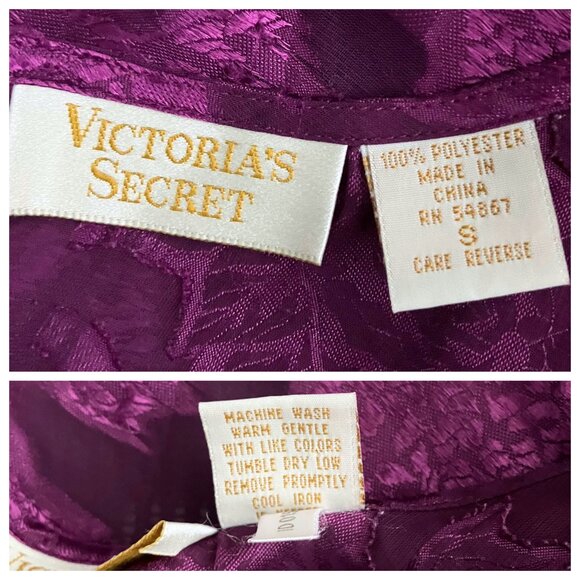 VICTORIA'S
SECRET
100% POLYESTER
MADE IN
CHINA
RN 54867
S
CARE REVERSE
MACHINE WASH
WARM GENTLE
WITH LIKE COLORS
TUMBLE DRY LOW
REMOVE PROMPTLY
COOL IRON